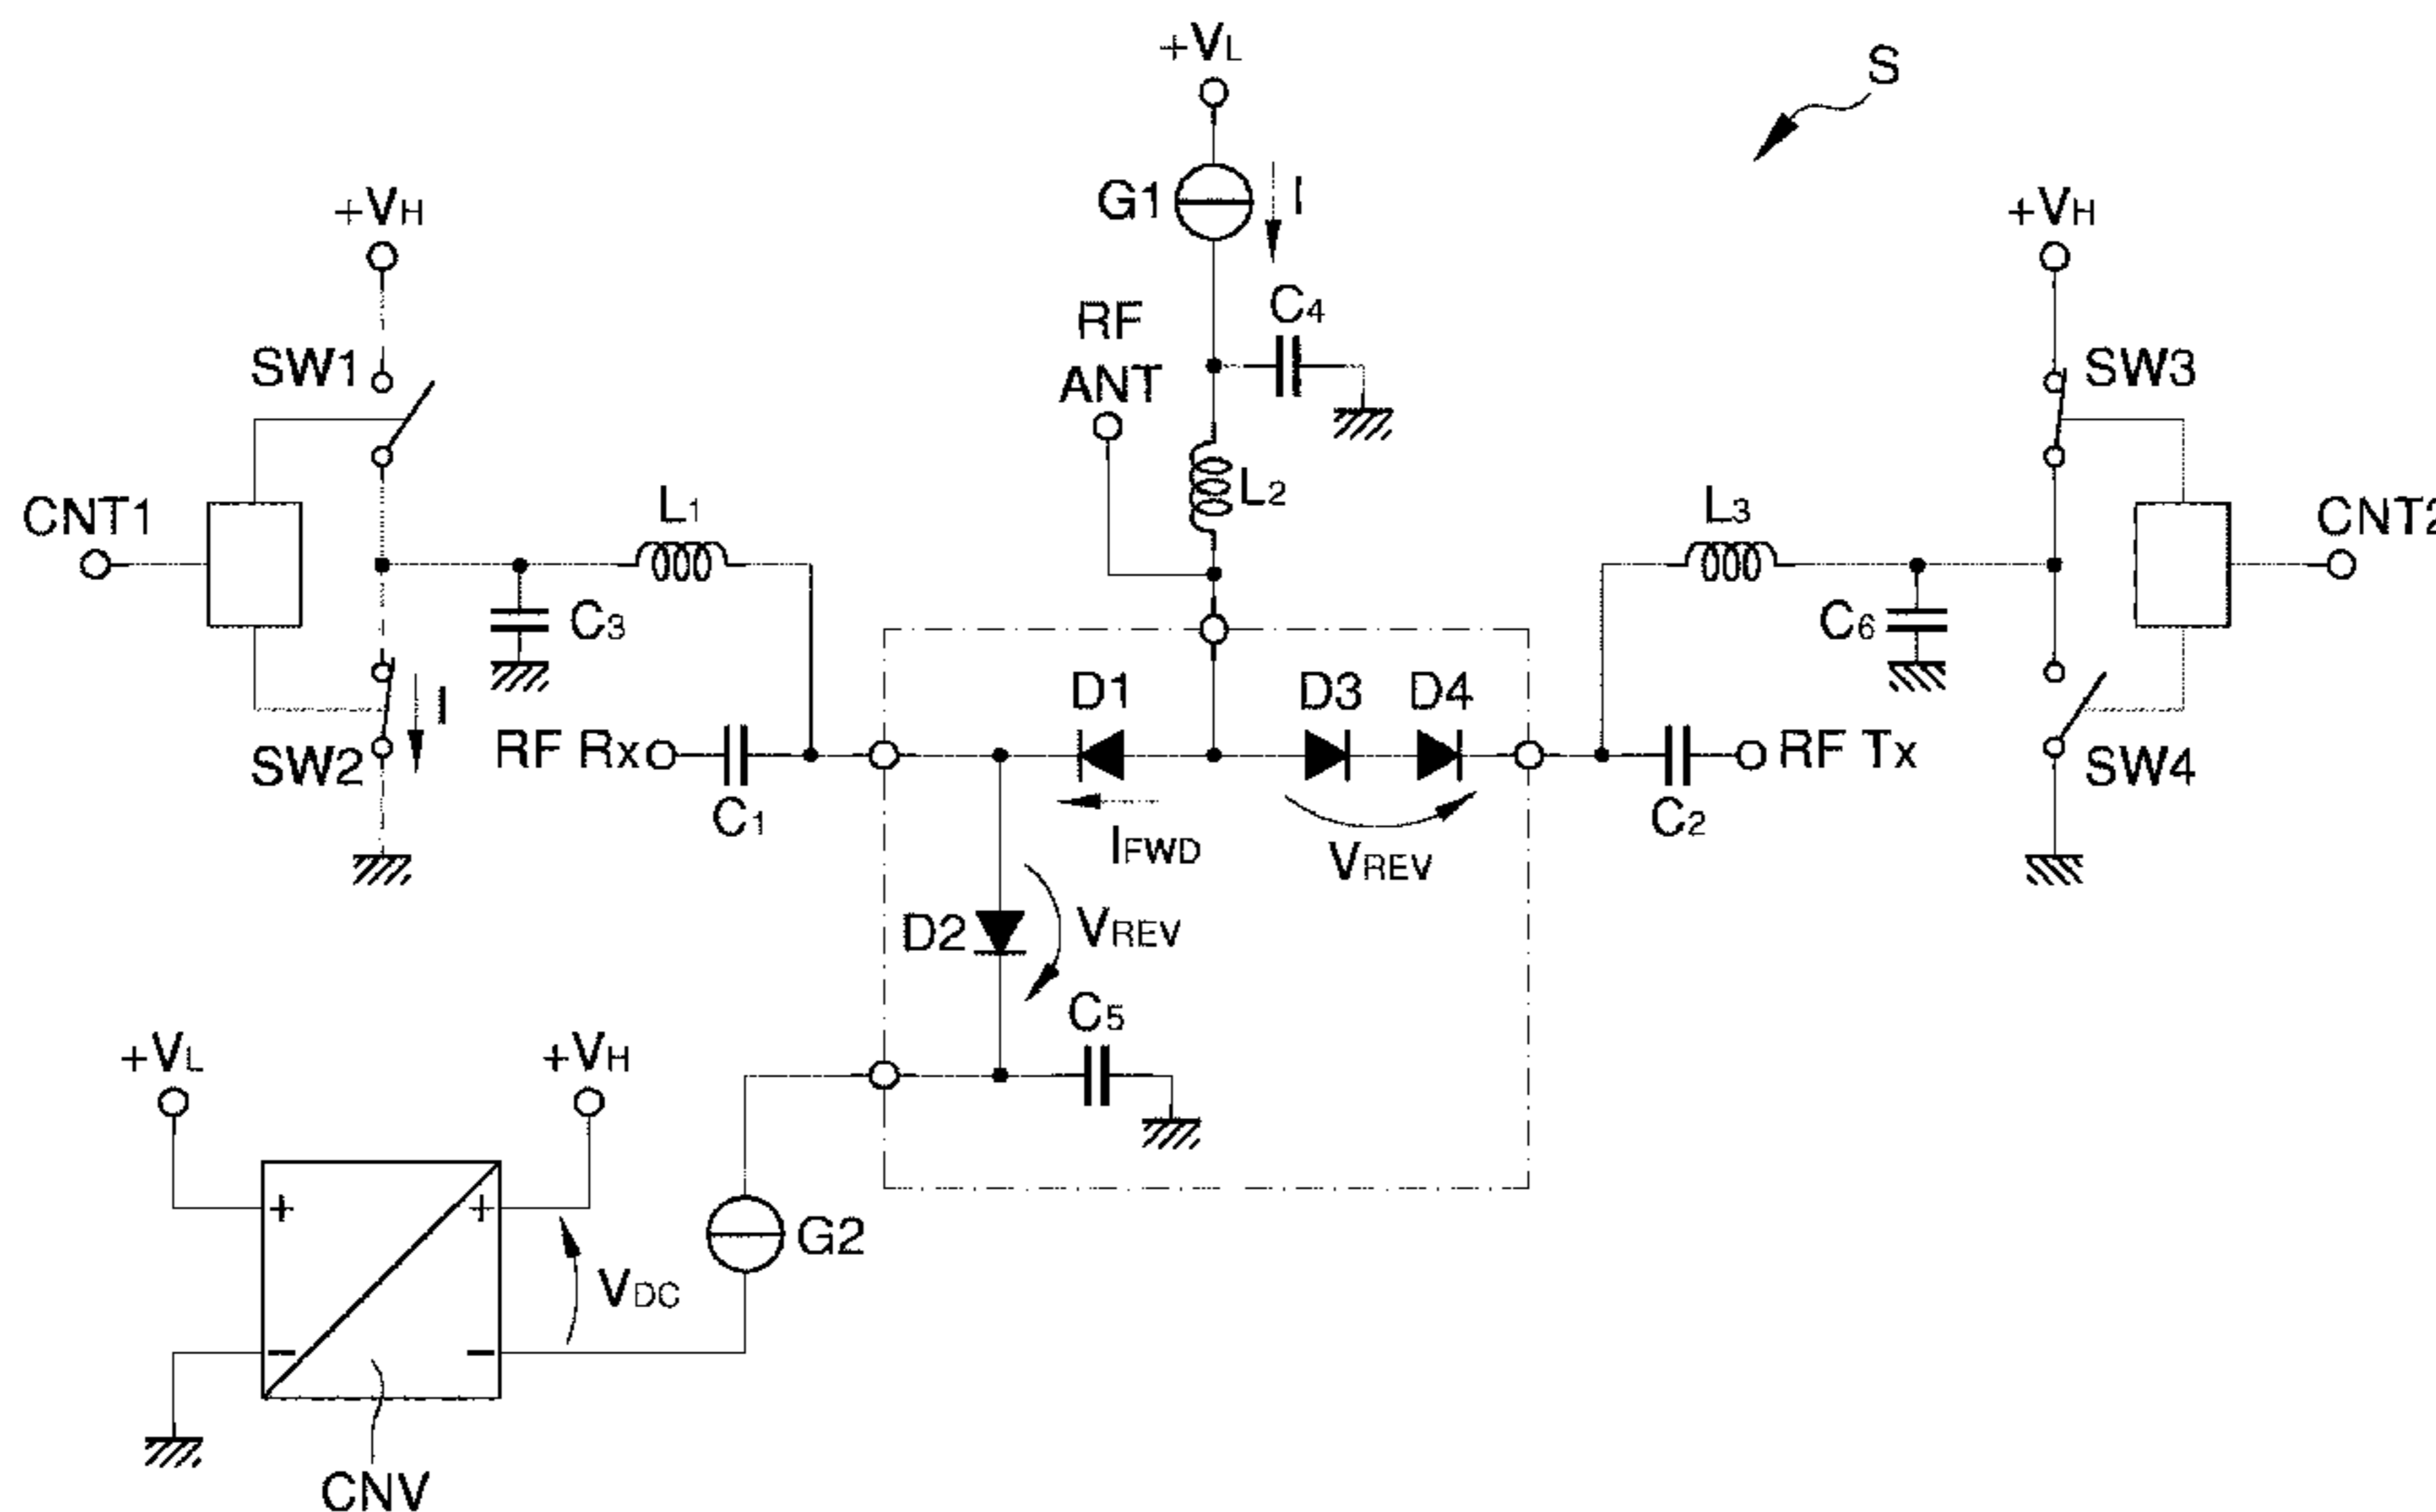 +VL
S
+VH
G1
I
+VH
RF
ANT
C4
SW1
SW3
L2
CNT1
L1
L3
CNT2
C3
C6
I
D1
D3
D4
SW2
RF Rx
RF Tx
SW4
C1
C2
IFWD
VREV
D2
VREV
C5
+VL
+VH
+
+
G2
VDC
−
−
CNV